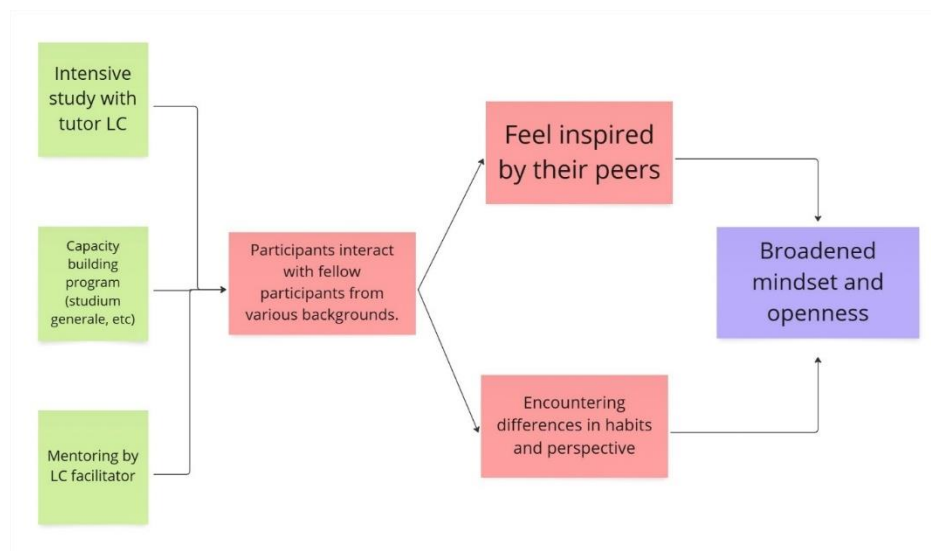 Intensive
study with
tutor LC
Capacity
building
program
(studium
generale, etc)
Mentoring by
LC facilitator
Participants interact
with fellow
participants from
various backgrounds.
Feel inspired
by their peers
Encountering
differences in habits
and perspective
Broadened
mindset and
openness